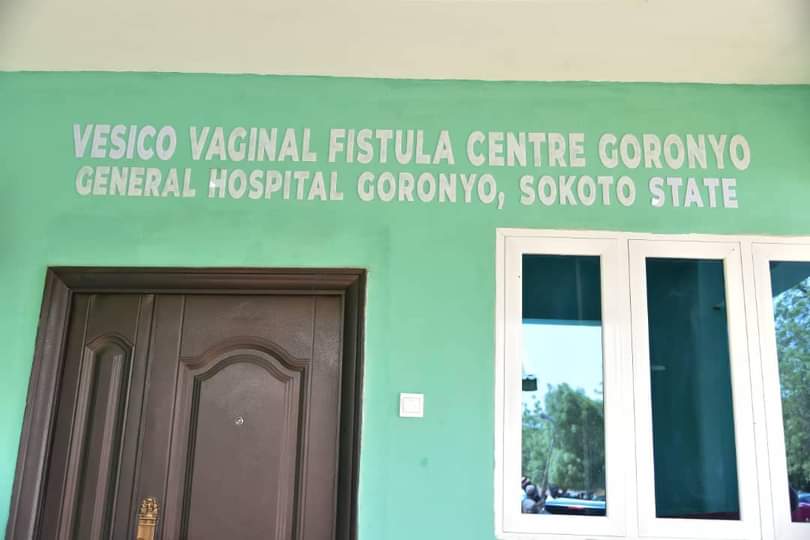 VESICO VAGINAL FISTULA CENTRE GORONYO
GENERAL HOSPITAL GORONYO, SOKOTO STATE